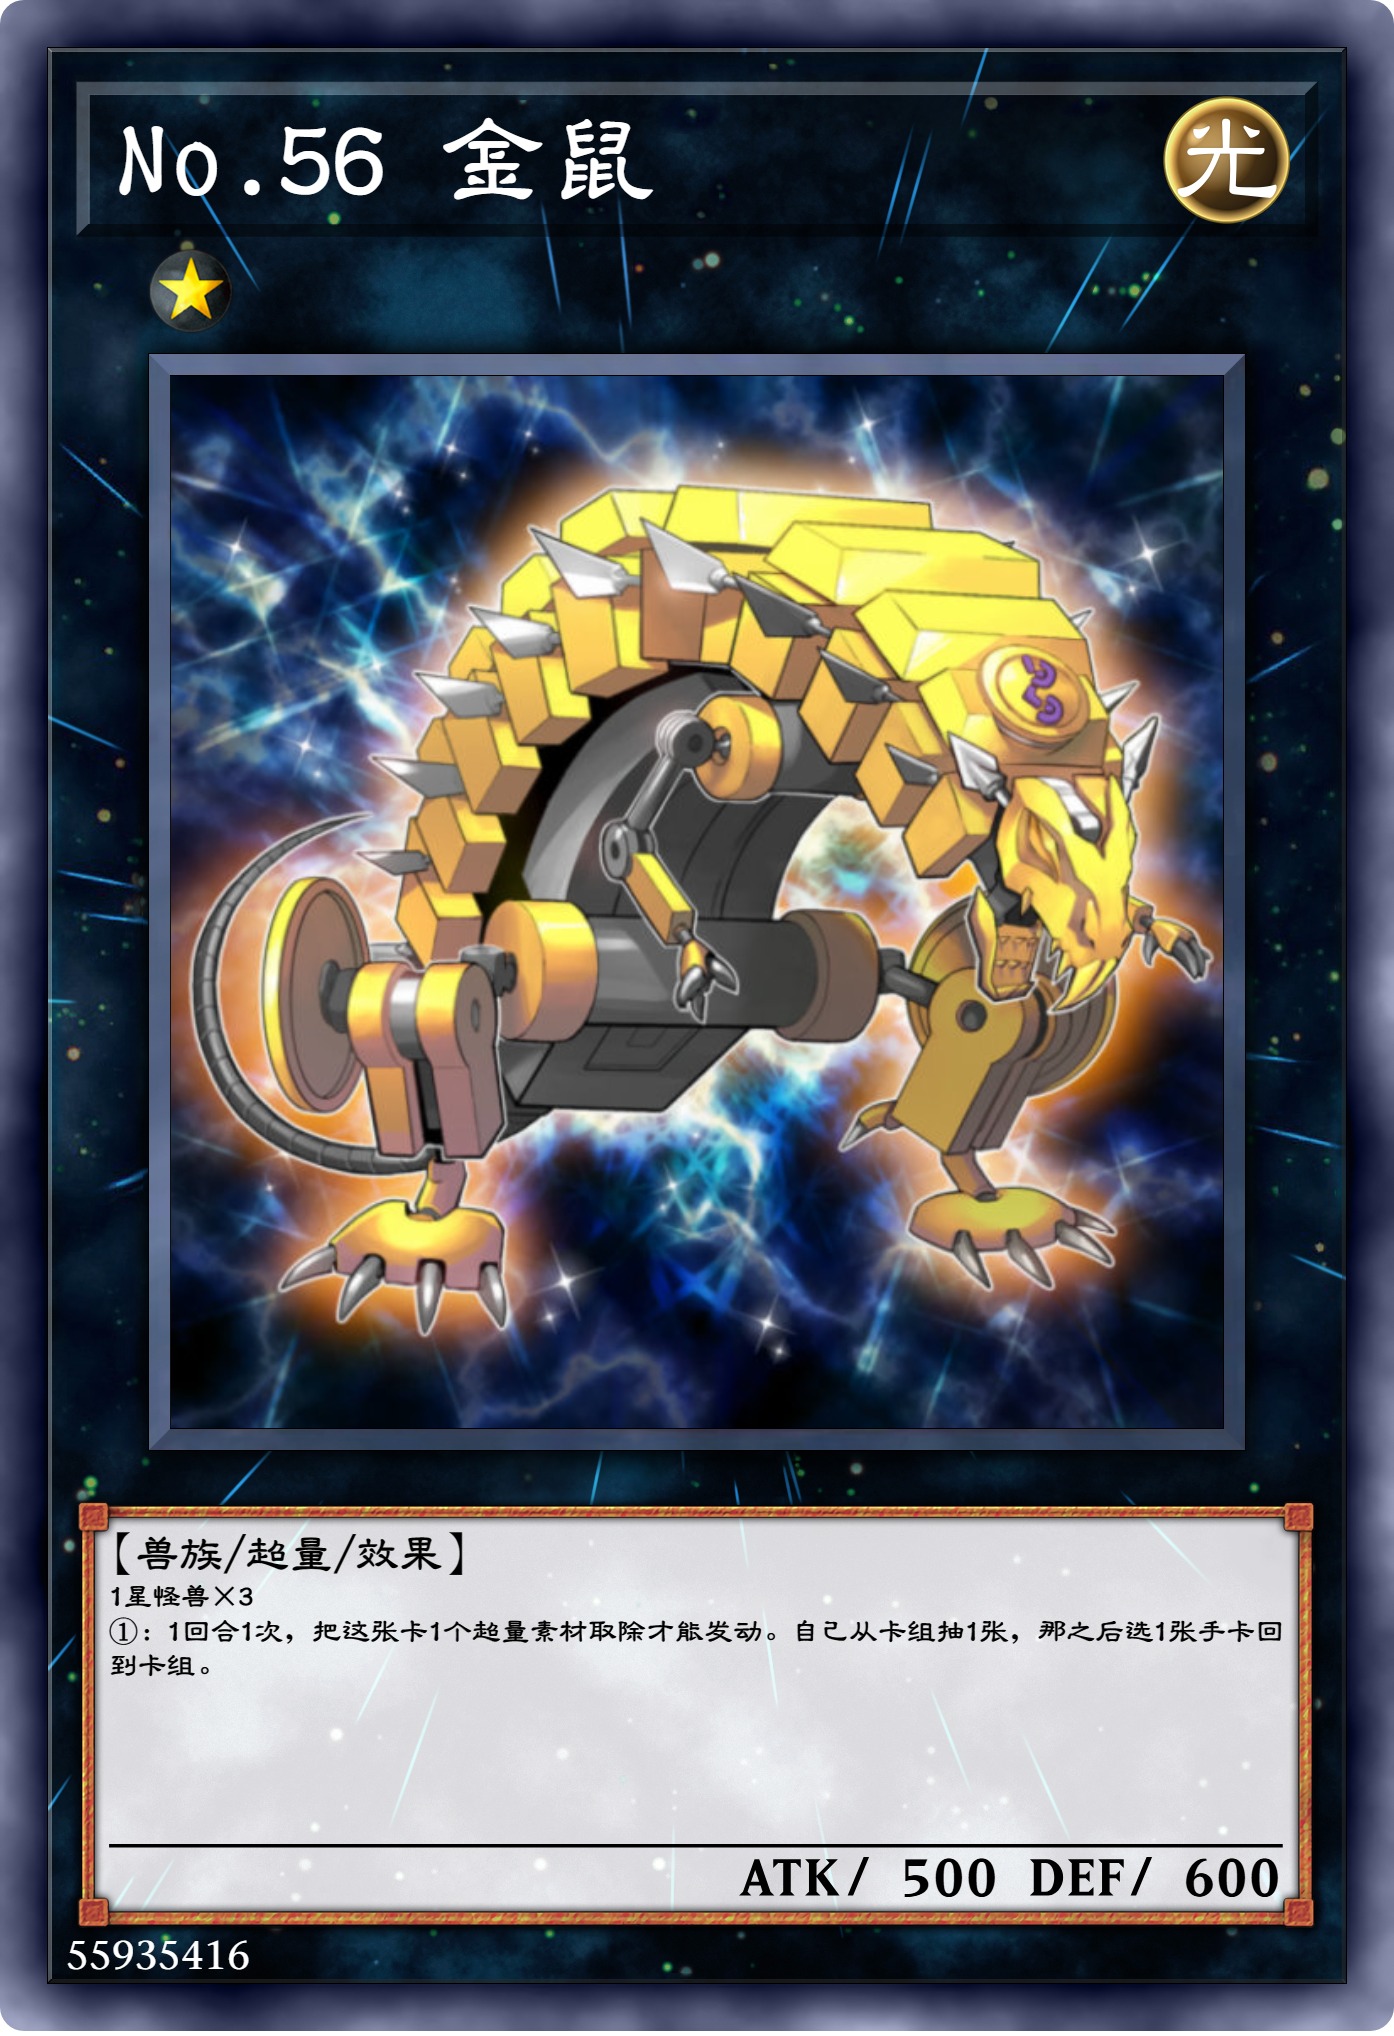 No.56 金鼠
光
【兽族/超量/效果】
1星怪兽×3
①：1回合1次，把这张卡1个超量素材取除才能发动。自己从卡组抽1张，那之后选1张手卡回
到卡组。
ATK/ 500 DEF/ 600
55935416